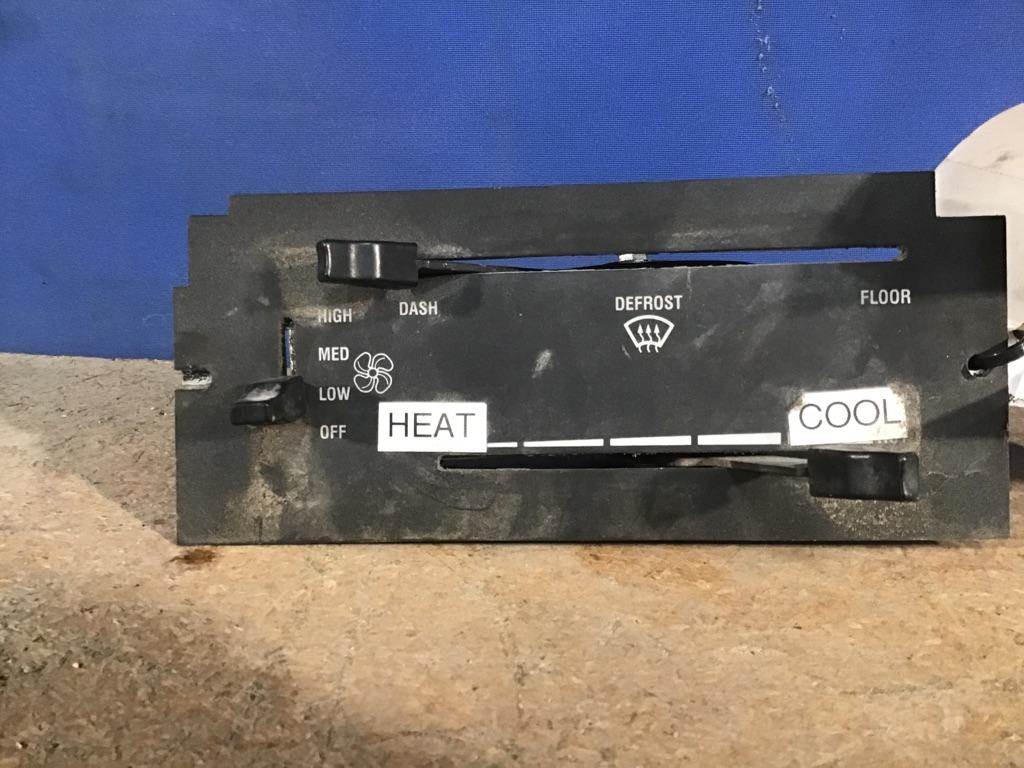 DASH
DEFROST
FLOOR
HIGH
MED
LOW
OFF
HEAT
COOL